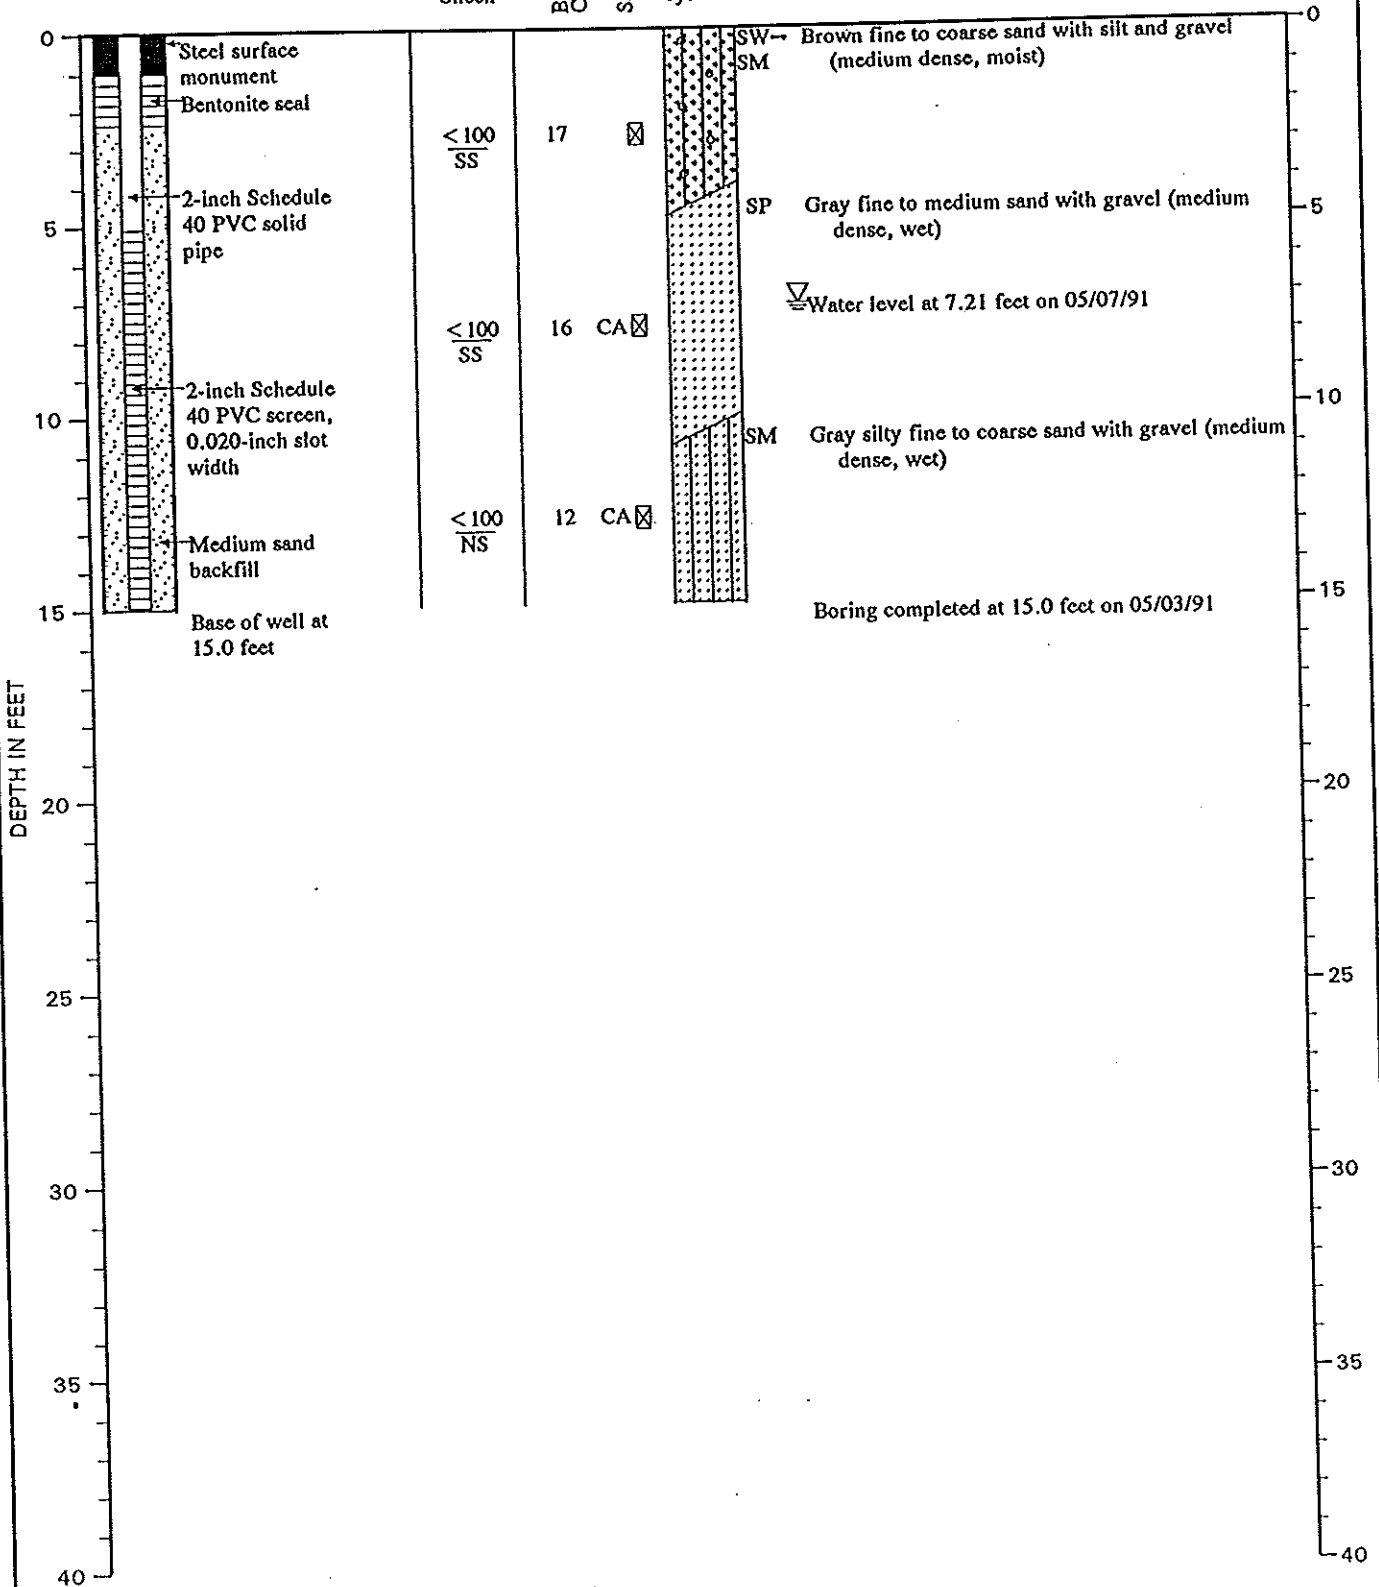 0
Steel surface
monument
Bentonite seal
2-inch Schedule
40 PVC solid
pipe
5
2-inch Schedule
40 PVC screen,
0.020-inch slot
width
10
Medium sand
backfill
15
Base of well at
15.0 feet
<100
SS
17
<100
SS
16 CA
<100
NS
12 CA
SW-
SM
Brown fine to coarse sand with silt and gravel
(medium dense, moist)
SP
Gray fine to medium sand with gravel (medium
dense, wet)
Water level at 7.21 feet on 05/07/91
SM
Gray silty fine to coarse sand with gravel (medium
dense, wet)
Boring completed at 15.0 feet on 05/03/91
0
5
10
15
20
25
30
35
40
DEPTH IN FEET
20
25
30
35
40